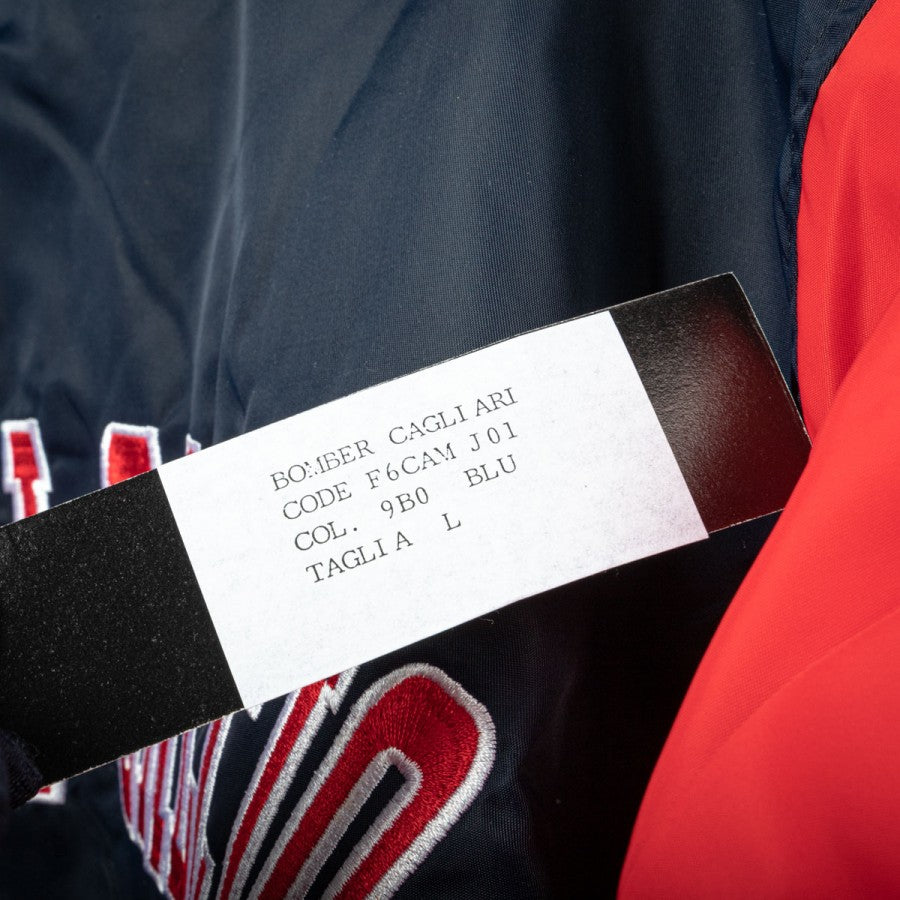 BOMBER CAGLIARI
CODE F6CAM J01
COL. 9B0 BLU
TAGLIA L